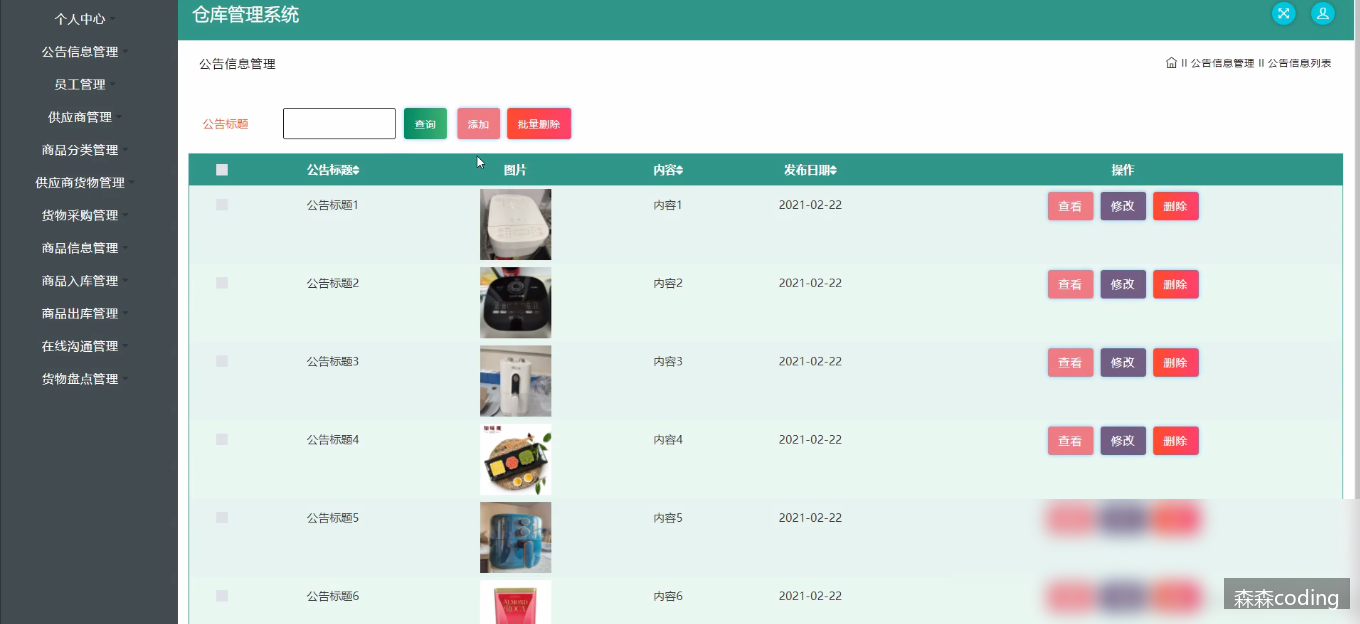 个人中心
公告信息管理
员工管理
供应商管理
商品分类管理
供应商货物管理
货物采购管理
商品信息管理
商品入库管理
商品出库管理
在线沟通管理
货物盘点管理
仓库管理系统
公告信息管理
II 公告信息管理 II 公告信息列表
公告标题 查询 添加 批量删除
公告标题 图片 内容 发布日期 操作
公告标题1 内容1 2021-02-22 查看 修改 删除
公告标题2 内容2 2021-02-22 查看 修改 删除
公告标题3 内容3 2021-02-22 查看 修改 删除
公告标题4 内容4 2021-02-22 查看 修改 删除
公告标题5 内容5 2021-02-22
公告标题6 内容6 2021-02-22
ALMOND
ROCA
森森coding